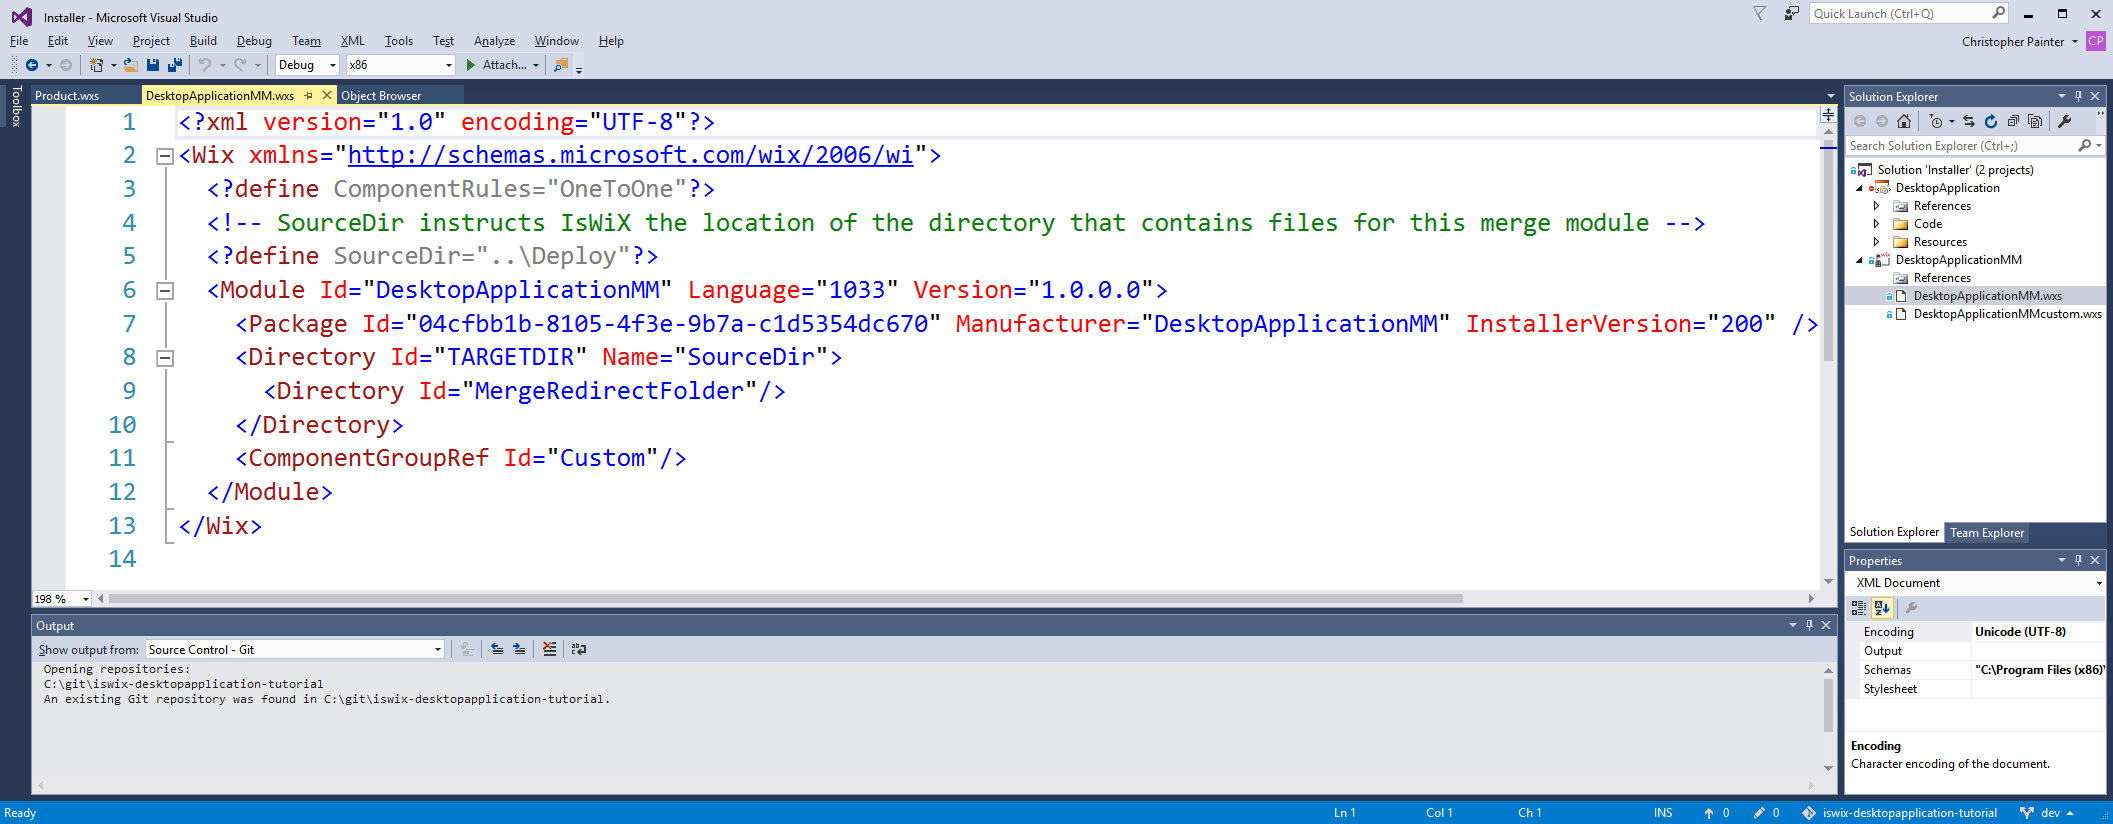 Installer - Microsoft Visual Studio
Quick Launch (Ctrl+Q)
File Edit View Project Build Debug Team XML Tools Test Analyze Window Help
Christopher Painter CP
Debug x86 Attach...
Toolbox
Product.wxs DesktopApplicationMM.wxs Object Browser
1 <?xml version="1.0" encoding="UTF-8"?>
2 <Wix xmlns="http://schemas.microsoft.com/wix/2006/wi">
3 <?define ComponentRules="OneToOne"?>
4 <!-- SourceDir instructs IsWiX the location of the directory that contains files for this merge module -->
5 <?define SourceDir="..\Deploy"?>
6 <Module Id="DesktopApplicationMM" Language="1033" Version="1.0.0.0">
7 <Package Id="04cfbb1b-8105-4f3e-9b7a-c1d5354dc670" Manufacturer="DesktopApplicationMM" InstallerVersion="200" />
8 <Directory Id="TARGETDIR" Name="SourceDir">
9 <Directory Id="MergeRedirectFolder"/>
10 </Directory>
11 <ComponentGroupRef Id="Custom"/>
12 </Module>
13 </Wix>
14
198 %
Output
Show output from: Source Control - Git
Opening repositories:
C:\git\iswix-desktopapplication-tutorial
An existing Git repository was found in C:\git\iswix-desktopapplication-tutorial.
Solution Explorer
Search Solution Explorer (Ctrl+;)
Solution 'Installer' (2 projects)
DesktopApplication
References
Code
Resources
DesktopApplicationMM
References
DesktopApplicationMM.wxs
DesktopApplicationMMcustom.wxs
Solution Explorer Team Explorer
Properties
XML Document
Encoding Unicode (UTF-8)
Output
Schemas "C:\Program Files (x86)\
Stylesheet
Encoding
Character encoding of the document.
Ready Ln 1 Col 1 Ch 1 INS 0 0 iswix-desktopapplication-tutorial dev